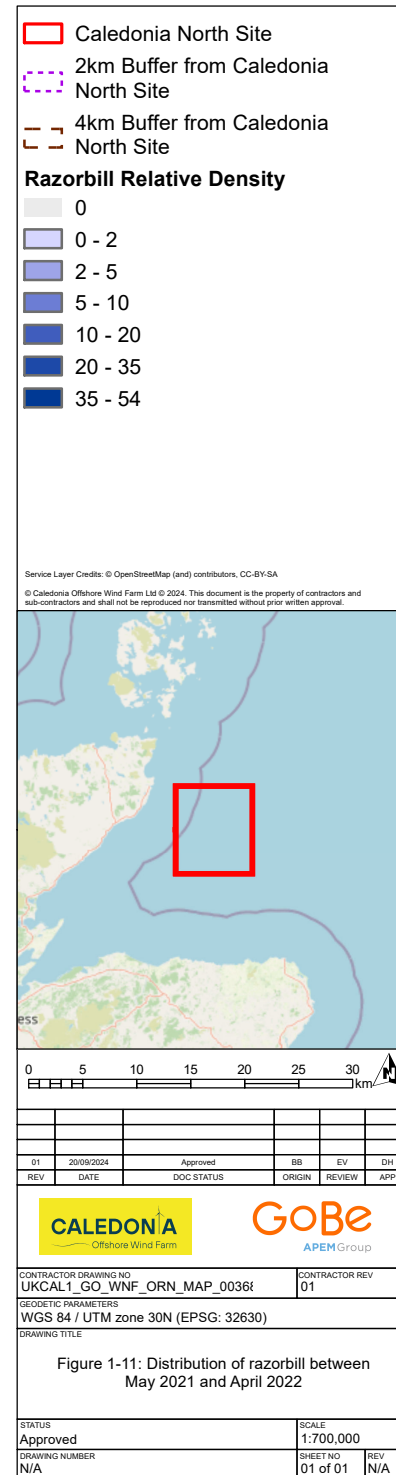 Caledonia North Site
2km Buffer from Caledonia
North Site
4km Buffer from Caledonia
North Site
Razorbill Relative Density
0
0 - 2
2 - 5
5 - 10
10 - 20
20 - 35
35 - 54
Service Layer Credits: © OpenStreetMap (and) contributors, CC-BY-SA
© Caledonia Offshore Wind Farm Ltd © 2024. This document is the property of contractors and
sub-contractors and shall not be reproduced nor transmitted without prior written approval.
ess
0 5 10 15 20 25 30
km
N
01 20/09/2024 Approved BB EV DH
REV DATE DOC STATUS ORIGIN REVIEW APP
CALEDONIA
Offshore Wind Farm
GoBe
APEMGroup
CONTRACTOR DRAWING NO CONTRACTOR REV
UKCAL1_GO_WNF_ORN_MAP_00368 01
GEODETIC PARAMETERS
WGS 84 / UTM zone 30N (EPSG: 32630)
DRAWING TITLE
Figure 1-11: Distribution of razorbill between
May 2021 and April 2022
STATUS SCALE
Approved 1:700,000
DRAWING NUMBER SHEET NO REV
N/A 01 of 01 N/A